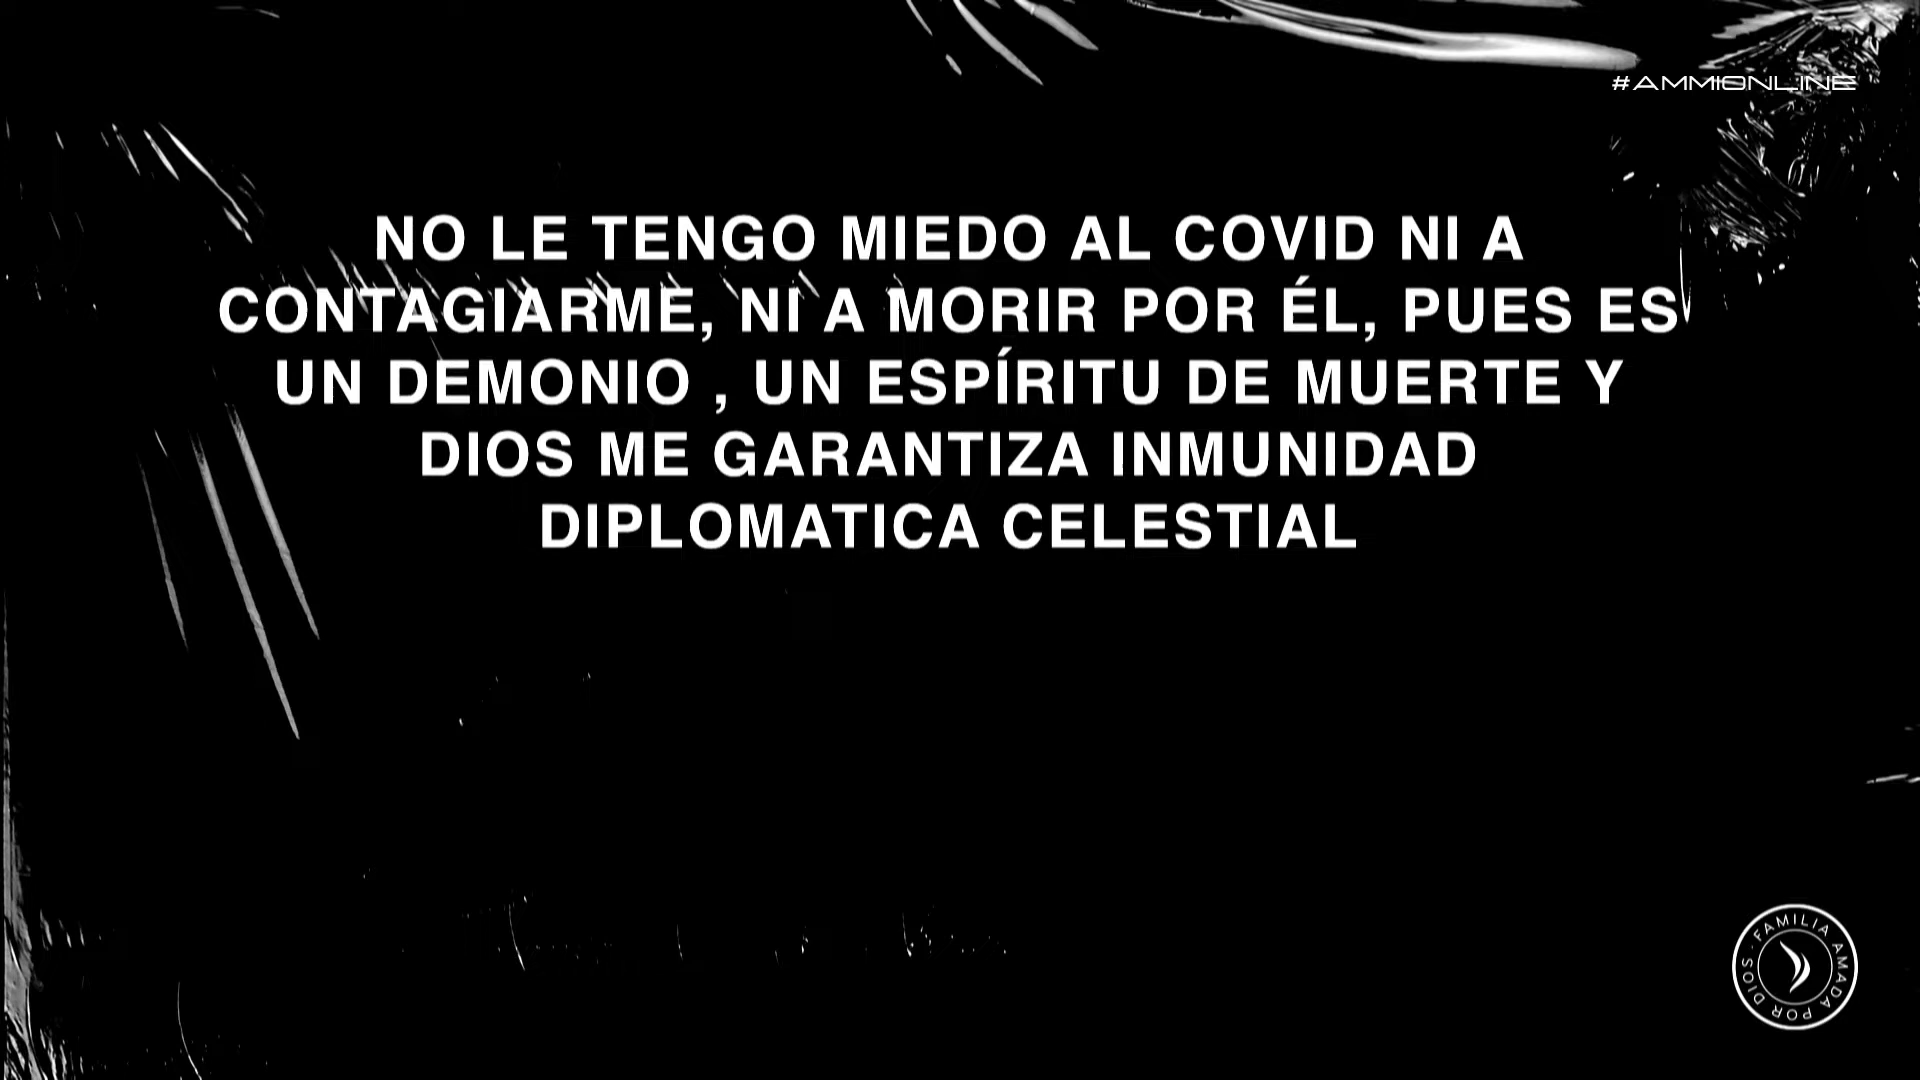 #AMMIONLINE
NO LE TENGO MIEDO AL COVID NI A
CONTAGIARME, NI A MORIR POR ÉL, PUES ES
UN DEMONIO , UN ESPÍRITU DE MUERTE Y
DIOS ME GARANTIZA INMUNIDAD
DIPLOMATICA CELESTIAL
FAMILIA AMADA POR DIOS ·